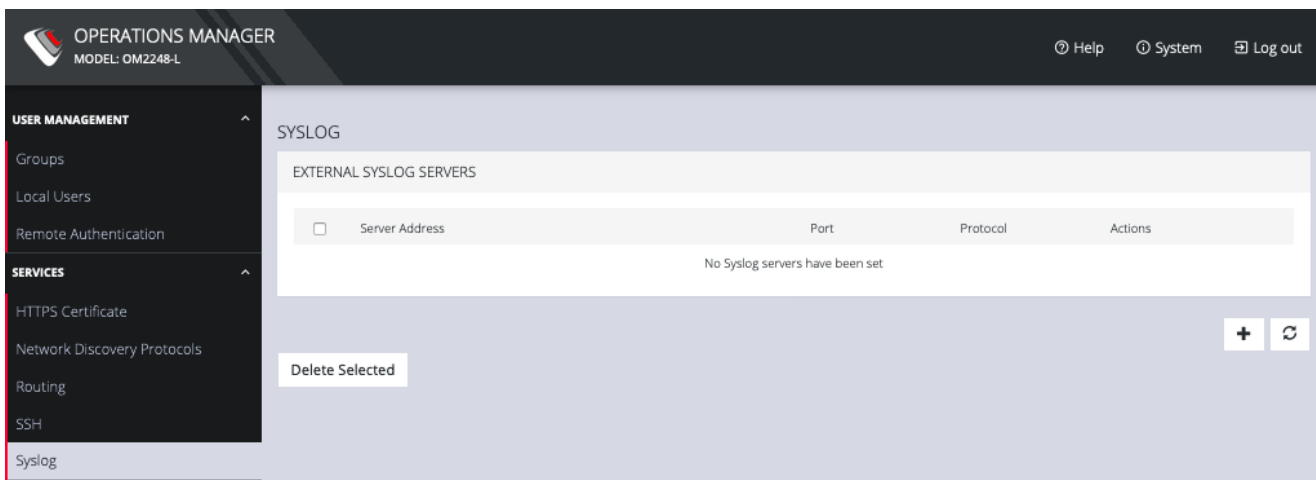 OPERATIONS MANAGER
MODEL: OM2248-L
Help
System
Log out
USER MANAGEMENT
Groups
Local Users
Remote Authentication
SERVICES
HTTPS Certificate
Network Discovery Protocols
Routing
SSH
Syslog
SYSLOG
EXTERNAL SYSLOG SERVERS
Server Address Port Protocol Actions
No Syslog servers have been set
Delete Selected